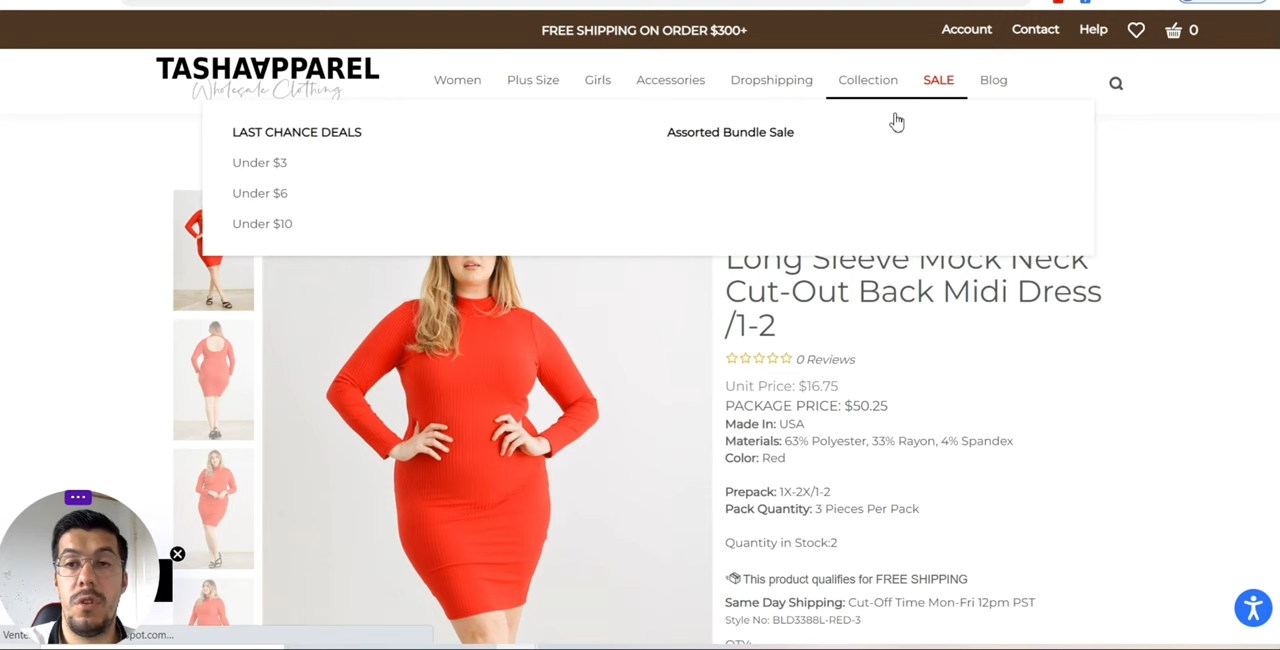 FREE SHIPPING ON ORDER $300+
Account Contact Help 0
TASHAAPPAREL
Wholesale Clothing
Women Plus Size Girls Accessories Dropshipping Collection SALE Blog
LAST CHANCE DEALS
Under $3
Under $6
Under $10
Assorted Bundle Sale
Long Sleeve Mock Neck
Cut-Out Back Midi Dress
/1-2
0 Reviews
Unit Price: $16.75
PACKAGE PRICE: $50.25
Made In: USA
Materials: 63% Polyester, 33% Rayon, 4% Spandex
Color: Red
Prepack: 1X-2X/1-2
Pack Quantity: 3 Pieces Per Pack
Quantity in Stock:2
This product qualifies for FREE SHIPPING
Same Day Shipping: Cut-Off Time Mon-Fri 12pm PST
Style No: BLD3388L-RED-3
QTY: